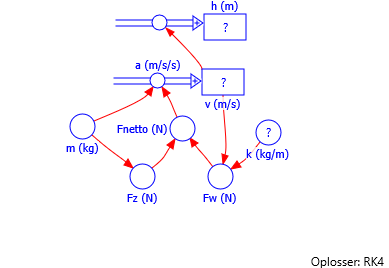 h (m)
?
a (m/s/s)
?
v (m/s)
Fnetto (N)
?
m (kg)
k (kg/m)
Fz (N)
Fw (N)
Oplosser: RK4